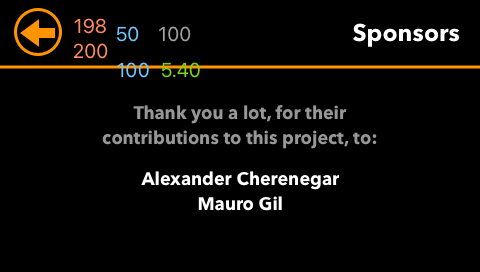 198 50 100 Sponsors
200
100 5.40
Thank you a lot, for their
contributions to this project, to:
Alexander Cherenegar
Mauro Gil